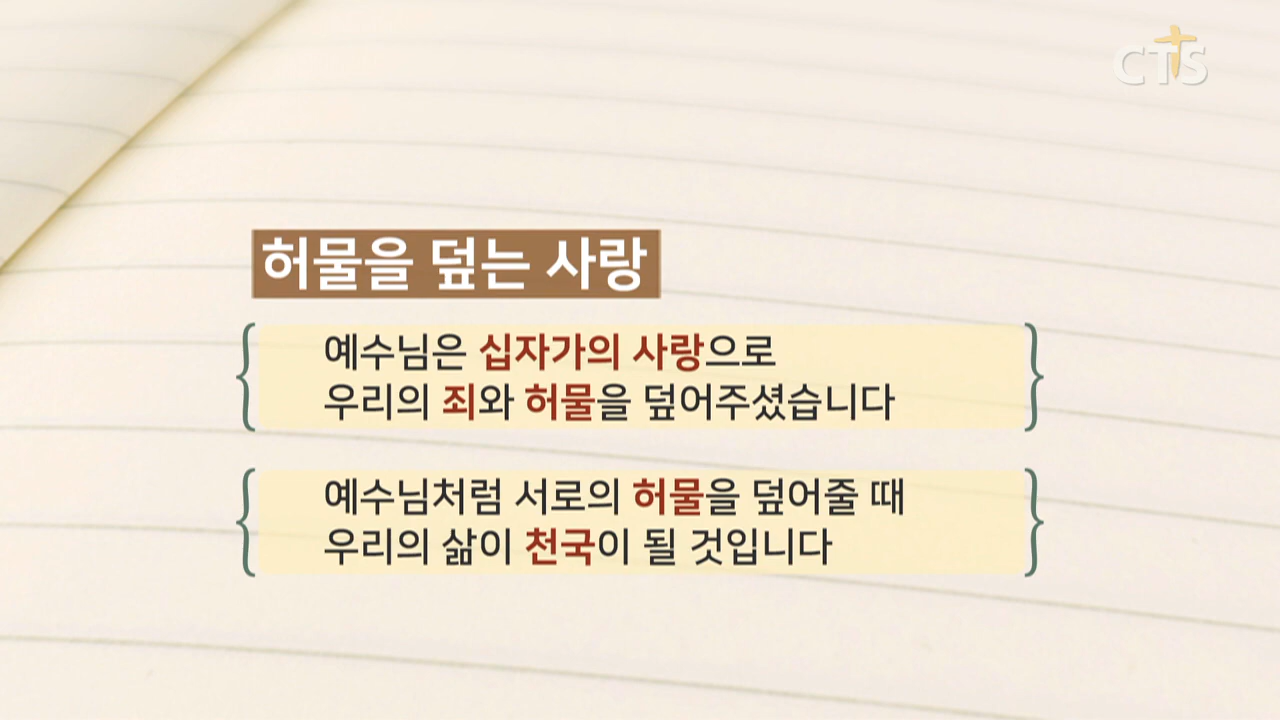 CTS
허물을 덮는 사랑
예수님은 십자가의 사랑으로
우리의 죄와 허물을 덮어주셨습니다
예수님처럼 서로의 허물을 덮어줄 때
우리의 삶이 천국이 될 것입니다